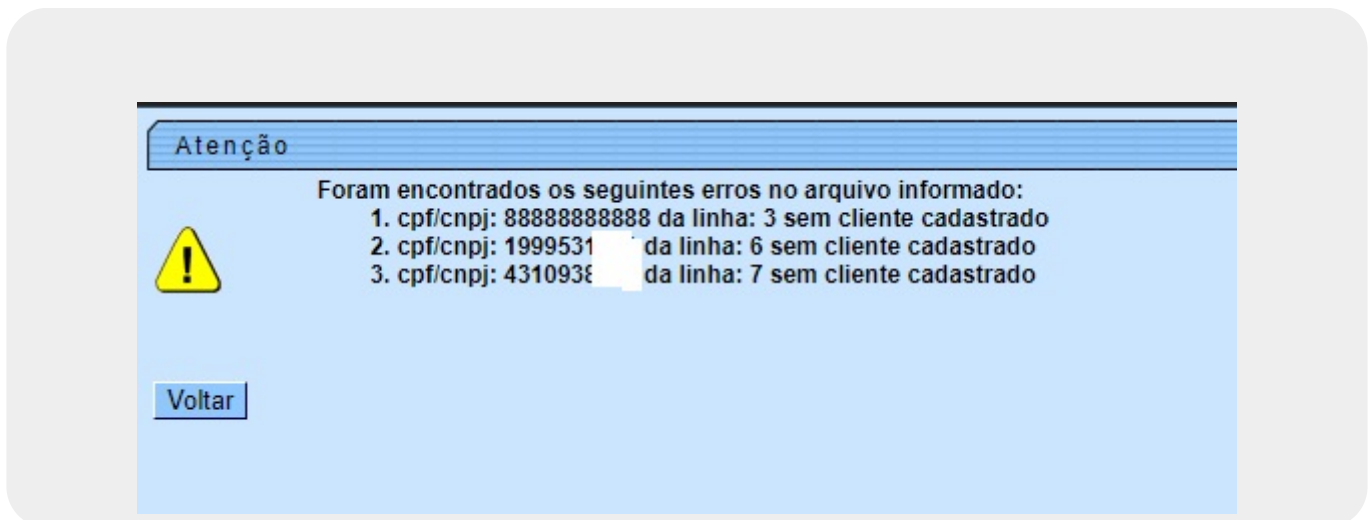 Atenção
Foram encontrados os seguintes erros no arquivo informado:
1. cpf/cnpj: 88888888888 da linha: 3 sem cliente cadastrado
2. cpf/cnpj: 199953 da linha: 6 sem cliente cadastrado
3. cpf/cnpj: 431093 da linha: 7 sem cliente cadastrado
Voltar